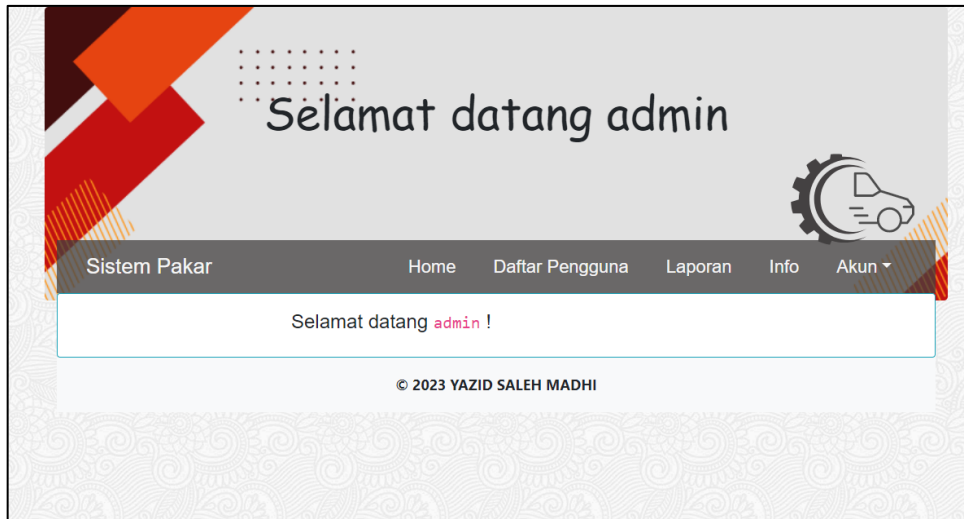 Selamat datang admin
Sistem Pakar Home Daftar Pengguna Laporan Info Akun
Selamat datang admin !
© 2023 YAZID SALEH MADHI